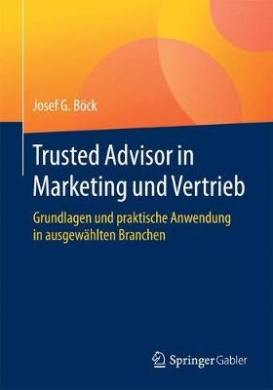 Josef G. Böck
Trusted Advisor in
Marketing und Vertrieb
Grundlagen und praktische Anwendung
in ausgewählten Branchen
Springer Gabler